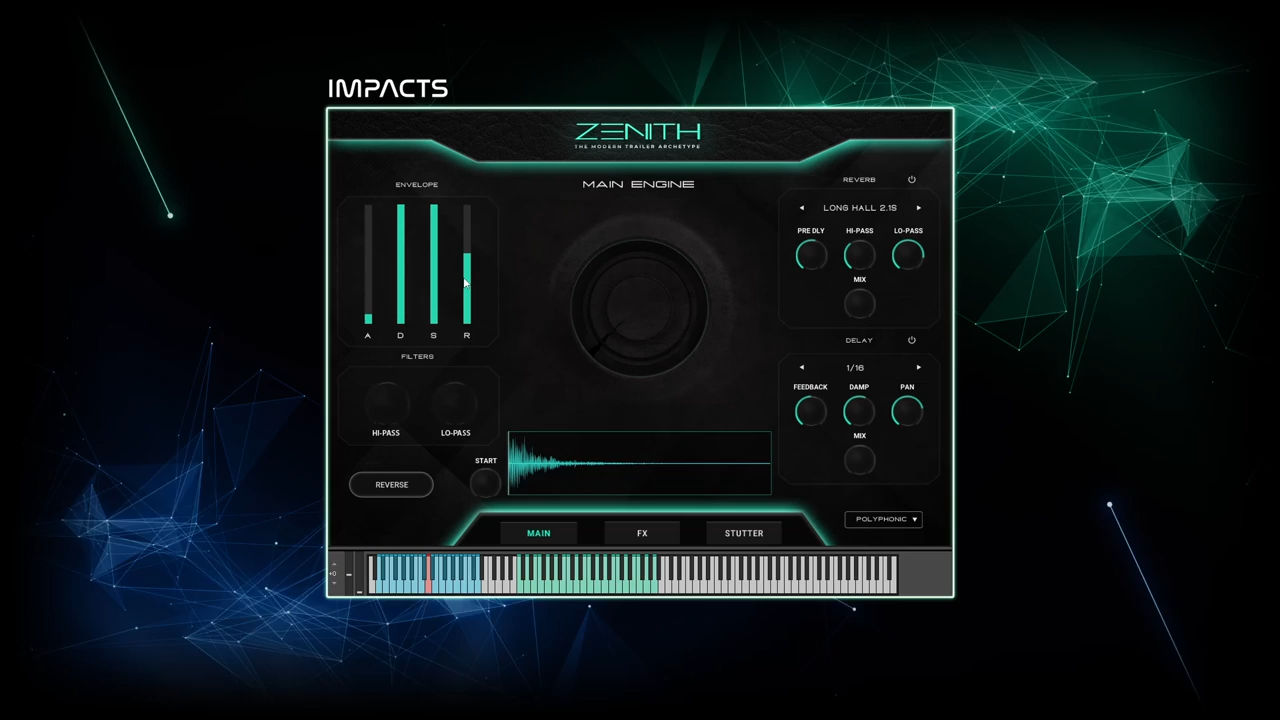 IMPACTS
ZENITH
THE MODERN TRAILER ARCHETYPE
MAIN ENGINE
ENVELOPE
A D S R
FILTERS
HI-PASS LO-PASS
REVERSE
START
REVERB
LONG HALL 2.1S
PRE DLY HI-PASS LO-PASS
MIX
DELAY
1/16
FEEDBACK DAMP PAN
MIX
POLYPHONIC
MAIN FX STUTTER
+0